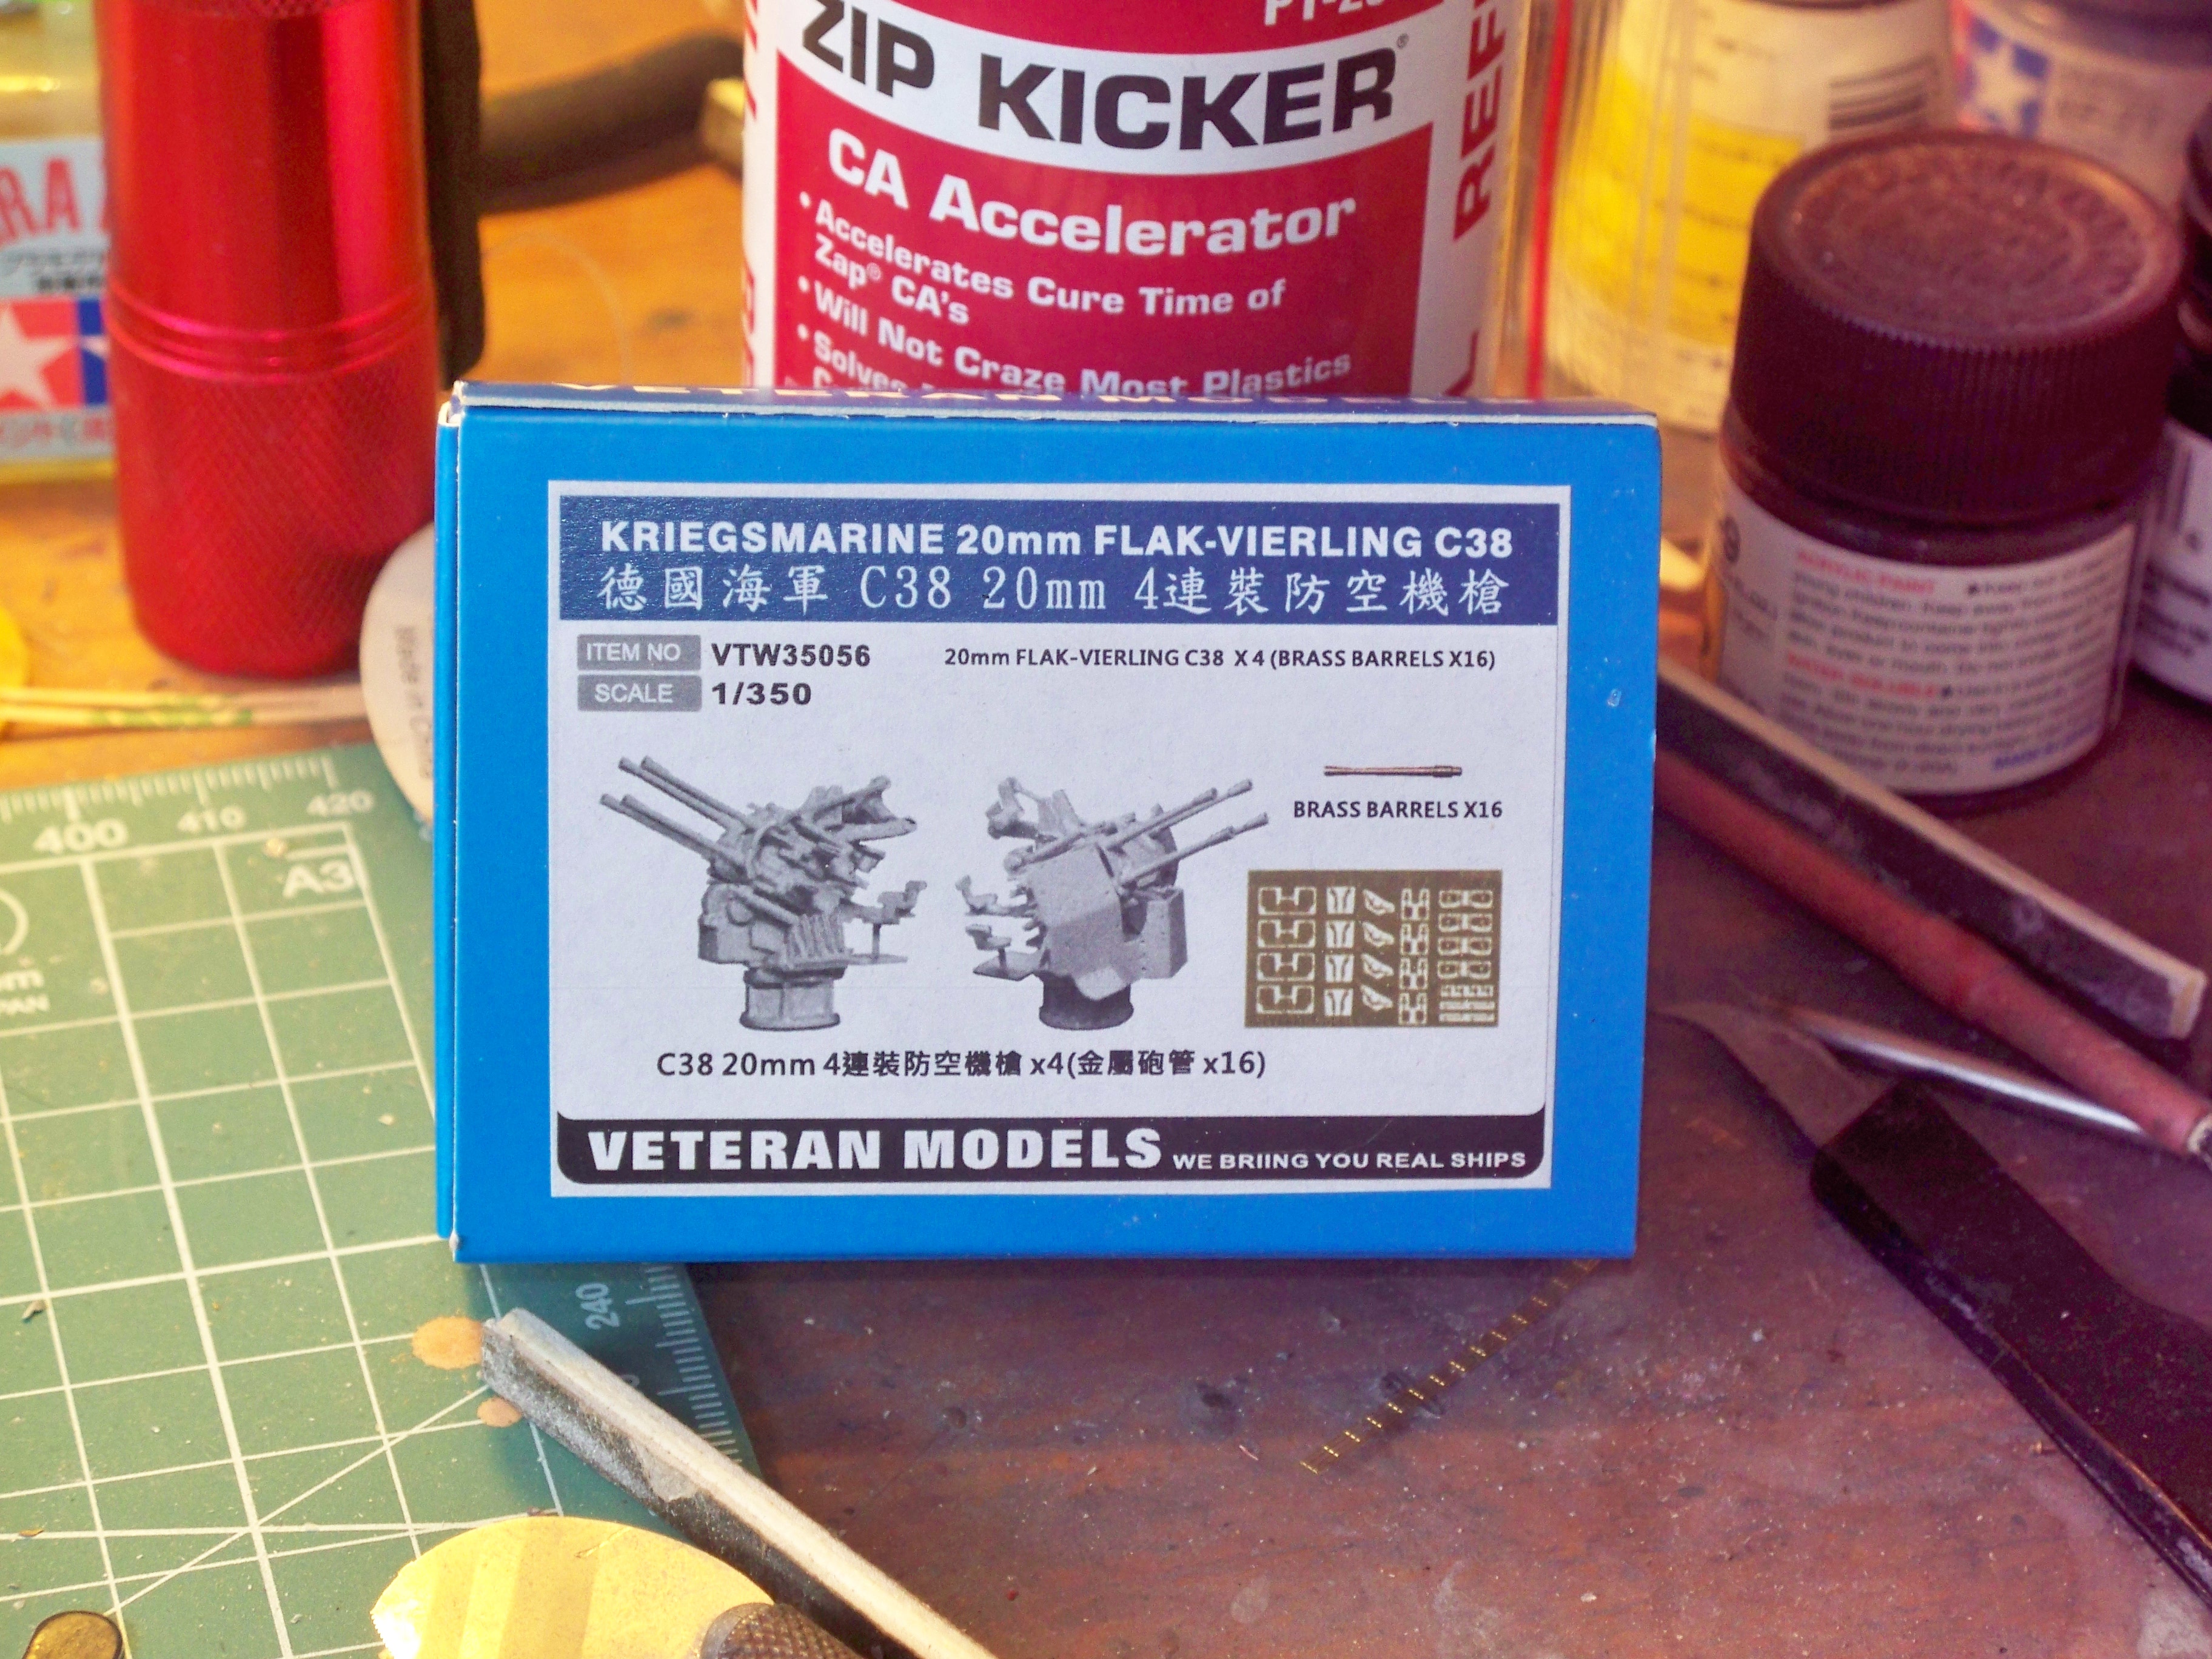 ZIP KICKER®
CA Accelerator
• Accelerates Cure Time of
Zap® CA's
• Will Not Craze Most Plastics
• Solves
VETERAN MODELS
KRIEGSMARINE 20mm FLAK-VIERLING C38
德國海軍 C38 20mm 4連裝防空機槍
ITEM NO VTW35056 20mm FLAK-VIERLING C38 X 4 (BRASS BARRELS X16)
SCALE 1/350
BRASS BARRELS X16
C38 20mm 4連裝防空機槍 x4(金屬砲管 x16)
VETERAN MODELS WE BRIING YOU REAL SHIPS
400 410 420
A3
240